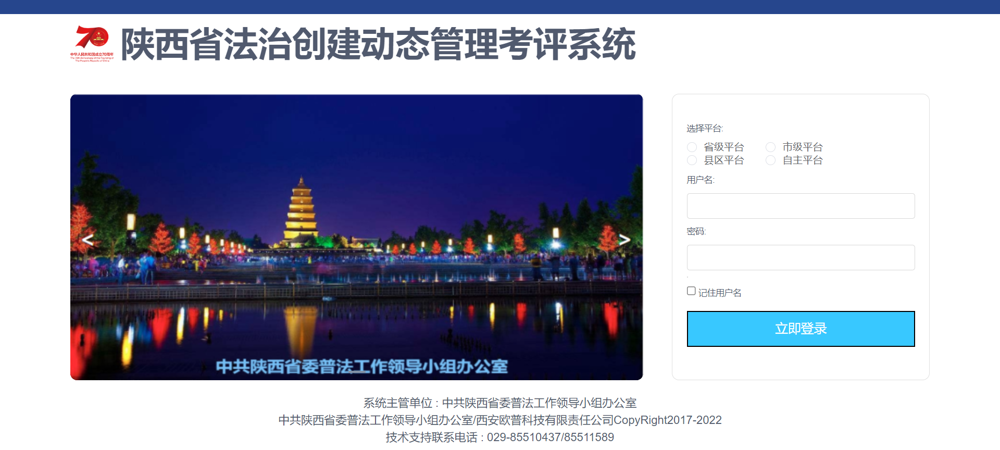 中华人民共和国成立70周年
The 70th Anniversary of the Founding of
The People's Republic of China
陕西省法治创建动态管理考评系统
<
>
中共陕西省委普法工作领导小组办公室
选择平台:
省级平台 市级平台
县区平台 自主平台
用户名:
密码:
记住用户名
立即登录
系统主管单位 : 中共陕西省委普法工作领导小组办公室
中共陕西省委普法工作领导小组办公室/西安欧普科技有限责任公司CopyRight2017-2022
技术支持联系电话 : 029-85510437/85511589